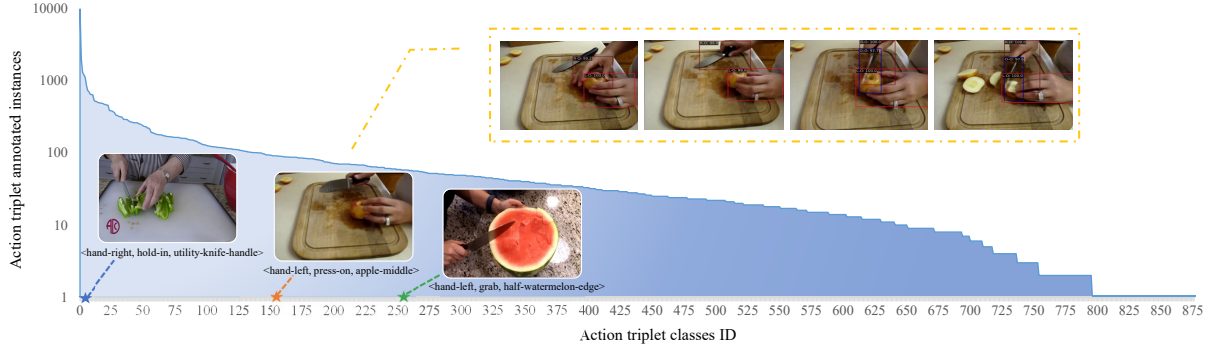 Action triplet annotated instances
10000
1000
100
10
1
<hand-right, hold-in, utility-knife-handle>
<hand-left, press-on, apple-middle>
<hand-left, grab, half-watermelon-edge>
0 25 50 75 100 125 150 175 200 225 250 275 300 325 350 375 400 425 450 475 500 525 550 575 600 625 650 675 700 725 750 775 800 825 850 875
Action triplet classes ID